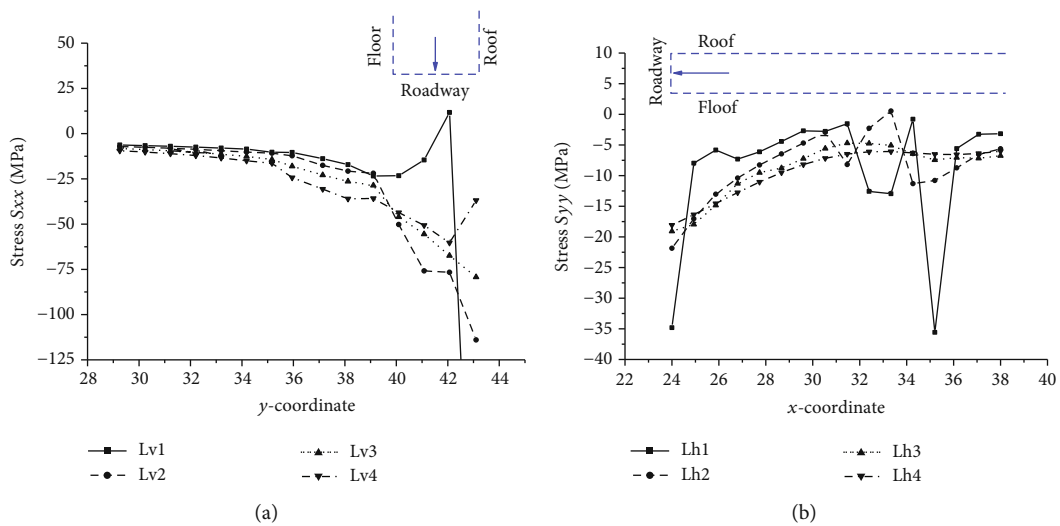 50
25
0
−25
−50
−75
−100
−125
Stress Sxx (MPa)
28 30 32 34 36 38 40 42 44
y-coordinate
Floor
Roof
Roadway
Lv1
Lv2
Lv3
Lv4
(a)
10
5
0
−5
−10
−15
−20
−25
−30
−35
−40
Stress Syy (MPa)
22 24 26 28 30 32 34 36 38 40
x-coordinate
Roadway
Roof
Floof
Lh1
Lh2
Lh3
Lh4
(b)